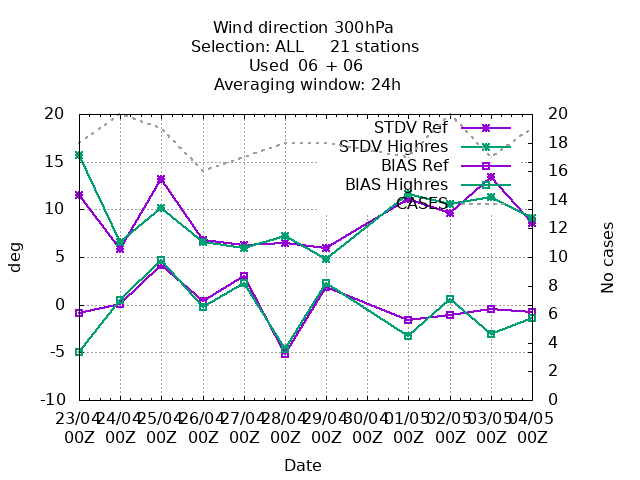 Wind direction 300hPa
Selection: ALL 21 stations
Used 06 + 06
Averaging window: 24h
20
15
10
5
0
-5
-10
deg
20
18
16
14
12
10
8
6
4
2
0
No cases
STDV Ref
STDV Highres
BIAS Ref
BIAS Highres
CASES
23/04 24/04 25/04 26/04 27/04 28/04 29/04 30/04 01/05 02/05 03/05 04/05
00Z 00Z 00Z 00Z 00Z 00Z 00Z 00Z 00Z 00Z 00Z 00Z
Date